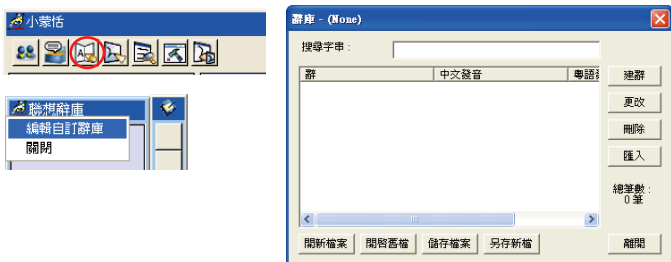 小蒙恬
聯想辭庫
編輯自訂辭庫
關閉
辭庫 - (None)
搜尋字串：
辭 中文發音 粵語
建辭
更改
刪除
匯入
總筆數：
0 筆
開新檔案 開啓舊檔 儲存檔案 另存新檔 離開